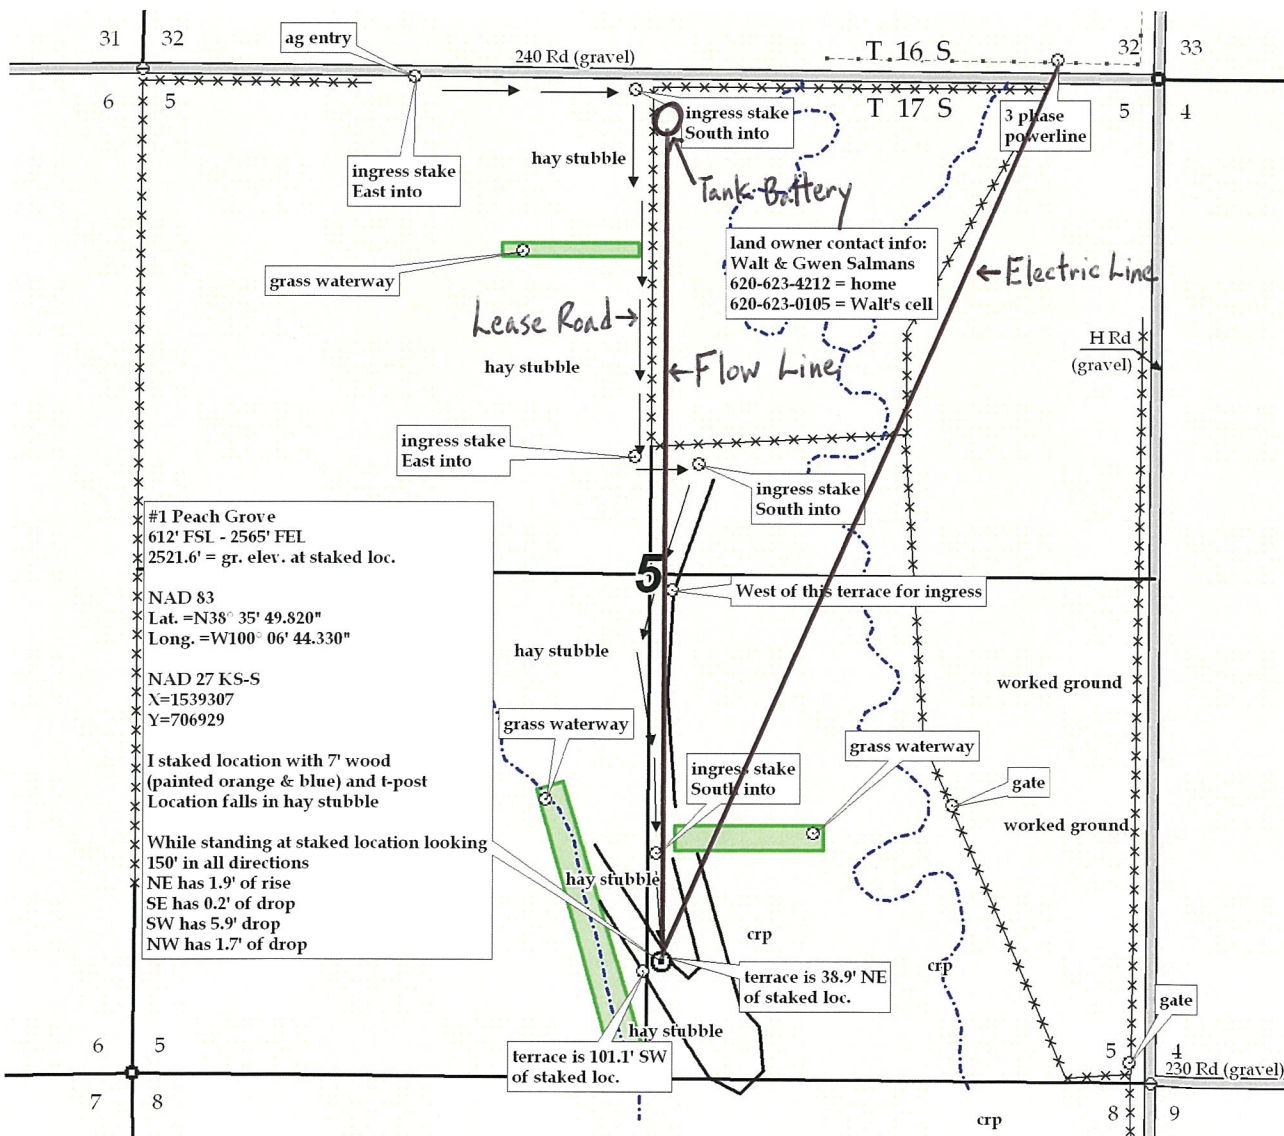 31
32
ag entry
240 Rd (gravel)
T 16 S
32
33
6
5
ingress stake
South into
T 17 S
5
4
3 phase
powerline
hay stubble
ingress stake
East into
Tank Battery
land owner contact info:
Walt & Gwen Salmans
620-623-4212 = home
620-623-0105 = Walt's cell
grass waterway
← Electric Line
Lease Road →
hay stubble
← Flow Line
H Rd
(gravel)
ingress stake
East into
ingress stake
South into
#1 Peach Grove
612' FSL - 2565' FEL
2521.6' = gr. elev. at staked loc.
NAD 83
Lat. =N38° 35' 49.820"
Long. =W100° 06' 44.330"
NAD 27 KS-S
X=1539307
Y=706929
I staked location with 7' wood
(painted orange & blue) and t-post
Location falls in hay stubble
While standing at staked location looking
150' in all directions
NE has 1.9' of rise
SE has 0.2' of drop
SW has 5.9' drop
NW has 1.7' of drop
5
West of this terrace for ingress
hay stubble
worked ground
grass waterway
grass waterway
ingress stake
South into
gate
worked ground
hay stubble
crp
crp
terrace is 38.9' NE
of staked loc.
hay stubble
gate
terrace is 101.1' SW
of staked loc.
6
5
5
4
230 Rd (gravel)
7
8
8
9
crp